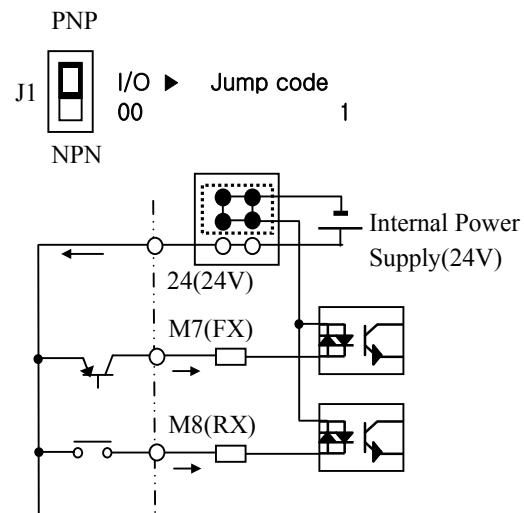 PNP
J1
I/O ▶ Jump code
00 1
NPN
Internal Power
Supply(24V)
24(24V)
M7(FX)
M8(RX)